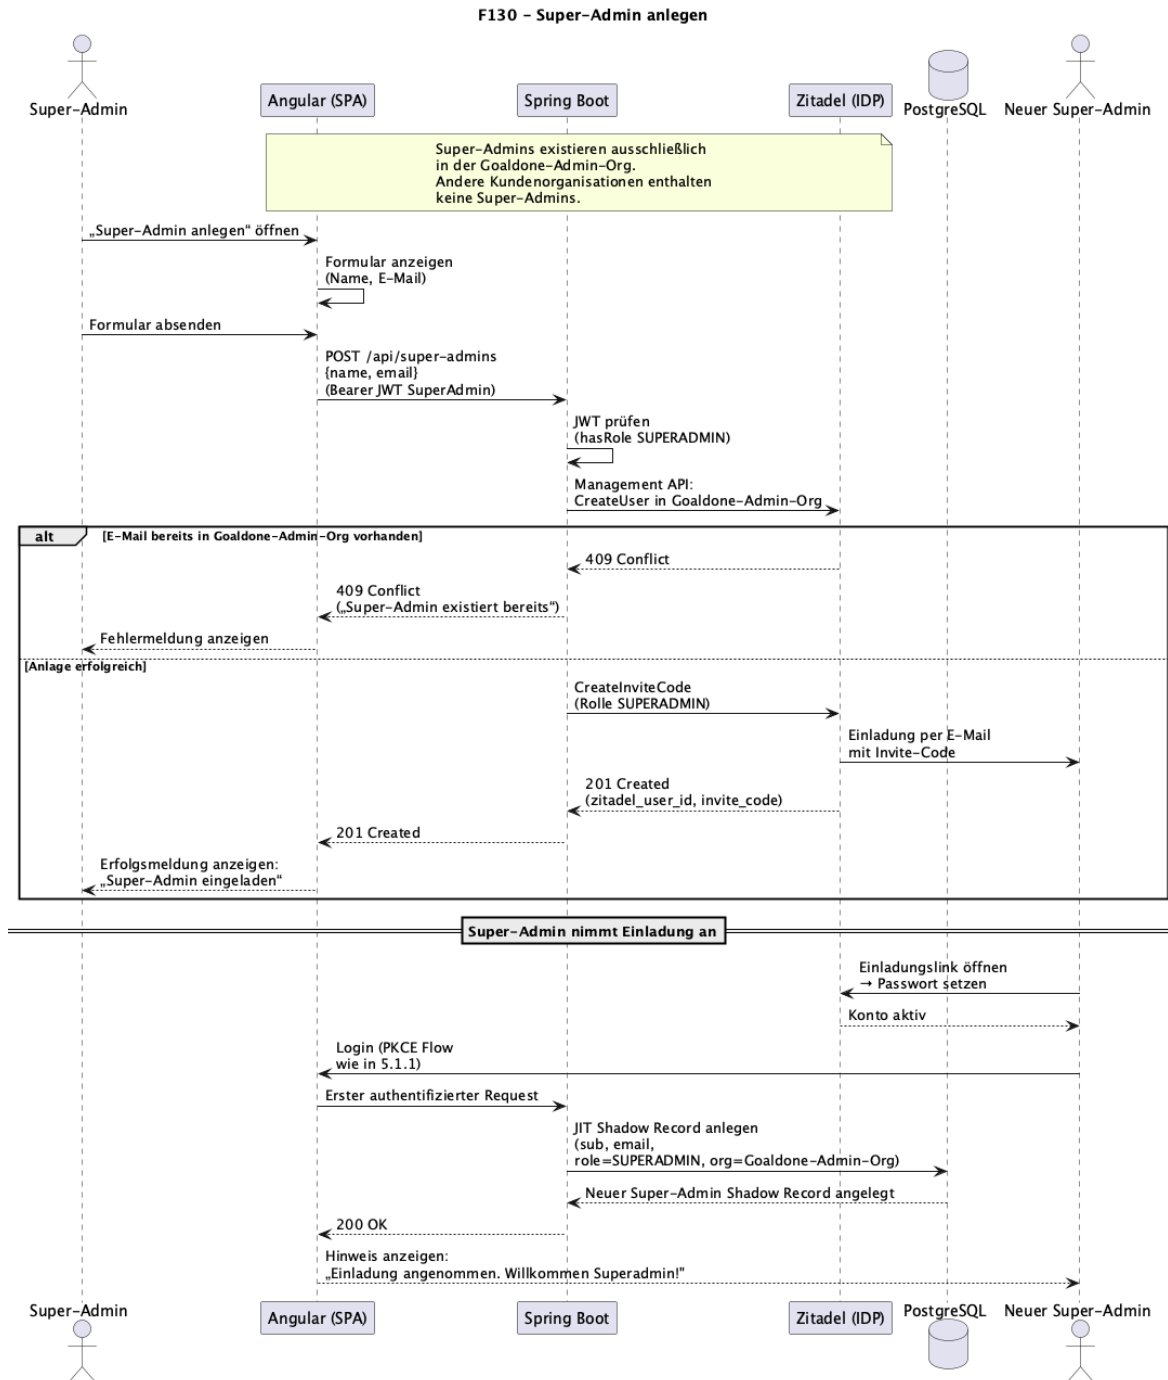 F130 – Super-Admin anlegen
Super-Admin
Angular (SPA)
Spring Boot
Zitadel (IDP)
PostgreSQL
Neuer Super-Admin
Super-Admins existieren ausschließlich
in der Goaldone-Admin-Org.
Andere Kundenorganisationen enthalten
keine Super-Admins.
„Super-Admin anlegen“ öffnen
Formular anzeigen
(Name, E-Mail)
Formular absenden
POST /api/super-admins
{name, email}
(Bearer JWT SuperAdmin)
JWT prüfen
(hasRole SUPERADMIN)
Management API:
CreateUser in Goaldone-Admin-Org
alt [E-Mail bereits in Goaldone-Admin-Org vorhanden]
409 Conflict
409 Conflict
(„Super-Admin existiert bereits“)
Fehlermeldung anzeigen
[Anlage erfolgreich]
CreateInviteCode
(Rolle SUPERADMIN)
Einladung per E-Mail
mit Invite-Code
201 Created
(zitadel_user_id, invite_code)
201 Created
Erfolgsmeldung anzeigen:
„Super-Admin eingeladen“
Super-Admin nimmt Einladung an
Einladungslink öffnen
→ Passwort setzen
Konto aktiv
Login (PKCE Flow
wie in 5.1.1)
Erster authentifizierter Request
JIT Shadow Record anlegen
(sub, email,
role=SUPERADMIN, org=Goaldone-Admin-Org)
Neuer Super-Admin Shadow Record angelegt
200 OK
Hinweis anzeigen:
„Einladung angenommen. Willkommen Superadmin!"
Super-Admin
Angular (SPA)
Spring Boot
Zitadel (IDP)
PostgreSQL
Neuer Super-Admin